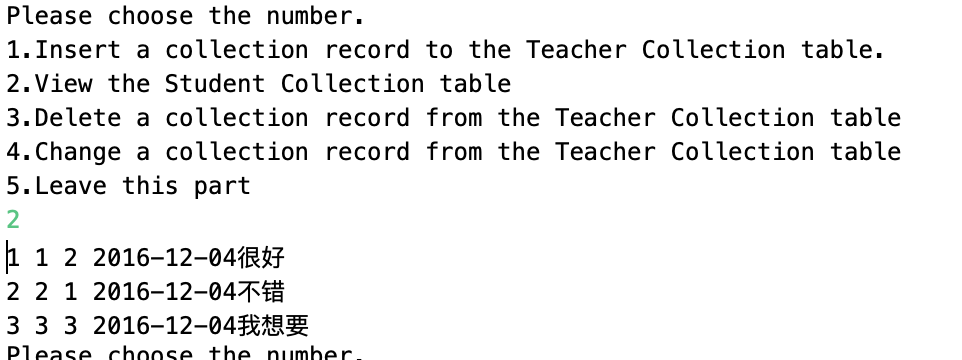 Please choose the number.
1.Insert a collection record to the Teacher Collection table.
2.View the Student Collection table
3.Delete a collection record from the Teacher Collection table
4.Change a collection record from the Teacher Collection table
5.Leave this part
2
1 1 2 2016-12-04很好
2 2 1 2016-12-04不错
3 3 3 2016-12-04我想要
Please choose the number.